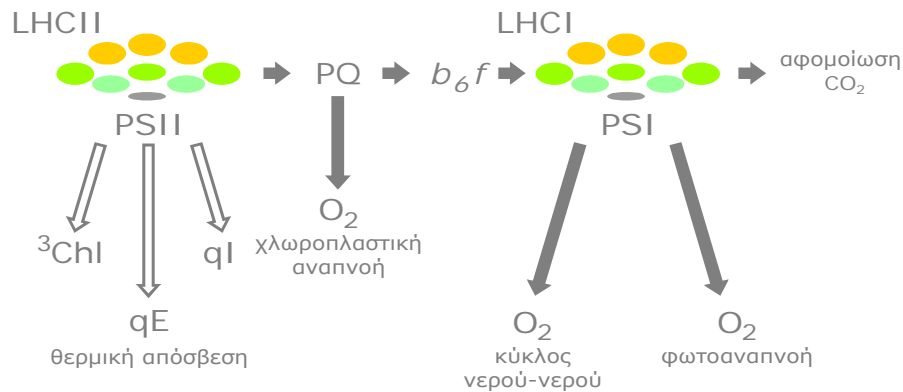 LHCII
LHCI
PQ
b₆f
αφομοίωση
CO₂
PSII
PSI
³Chl
qI
O₂
χλωροπλαστική
αναπνοή
qE
θερμική απόσβεση
O₂
κύκλος
νερού-νερού
O₂
φωτοαναπνοή